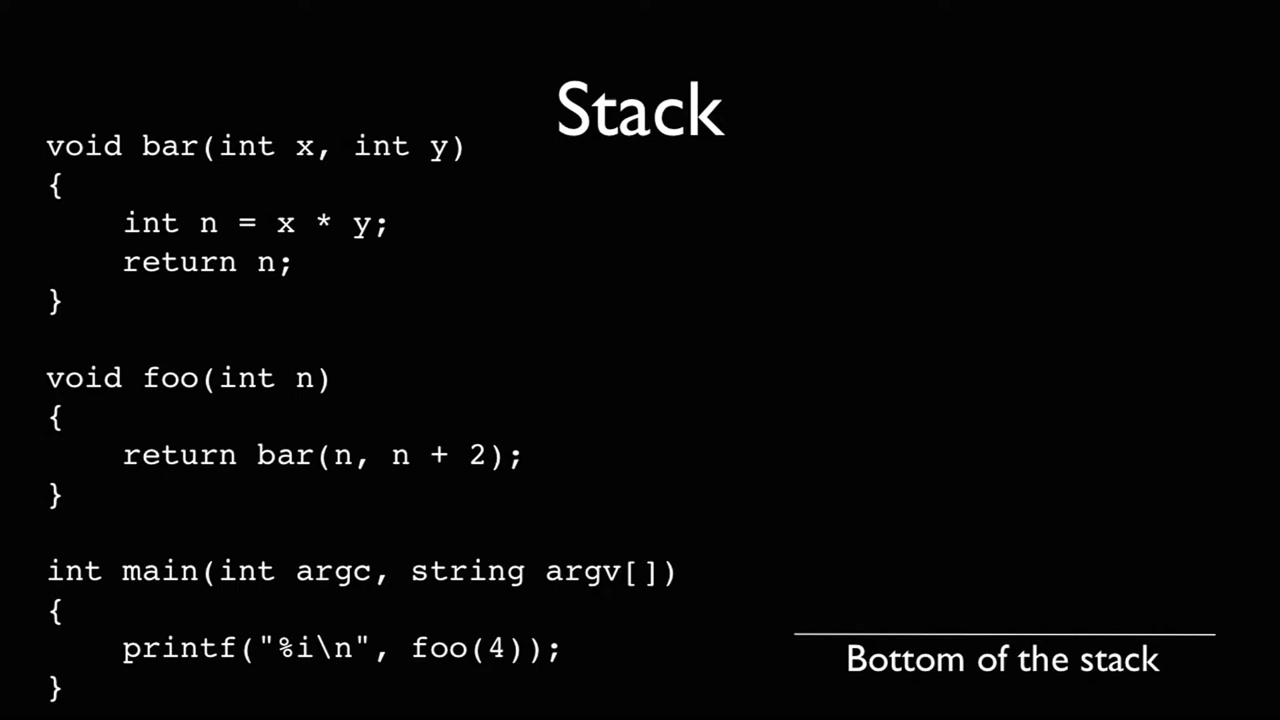 Stack
void bar(int x, int y)
{
    int n = x * y;
    return n;
}

void foo(int n)
{
    return bar(n, n + 2);
}

int main(int argc, string argv[])
{
    printf("%i\n", foo(4));
}
Bottom of the stack